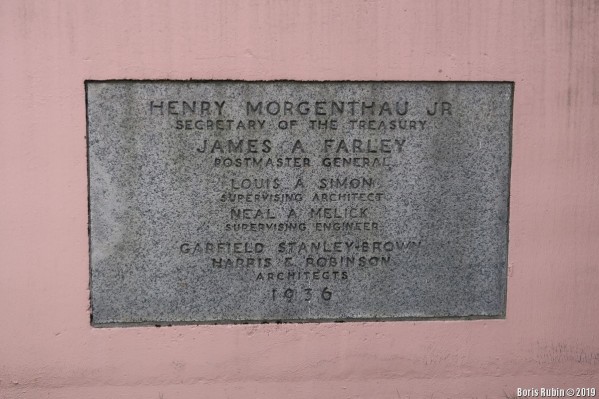 HENRY MORGENTHAU JR
SECRETARY OF THE TREASURY
JAMES A FARLEY
POSTMASTER GENERAL
LOUIS A SIMON
SUPERVISING ARCHITECT
NEAL A MELICK
SUPERVISING ENGINEER
GARFIELD STANLEY-BROWN
HARRIS E ROBINSON
ARCHITECTS
1936
Boris Rubin © 2019